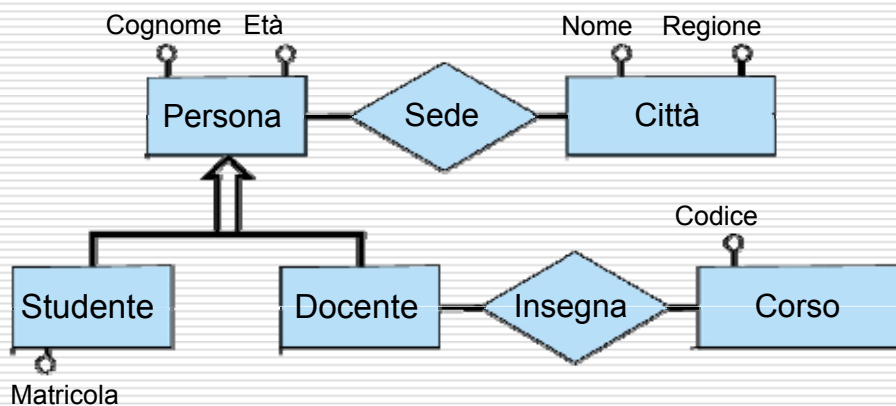 Cognome Età Nome Regione
Persona Sede Città
Codice
Studente Docente Insegna Corso
Matricola